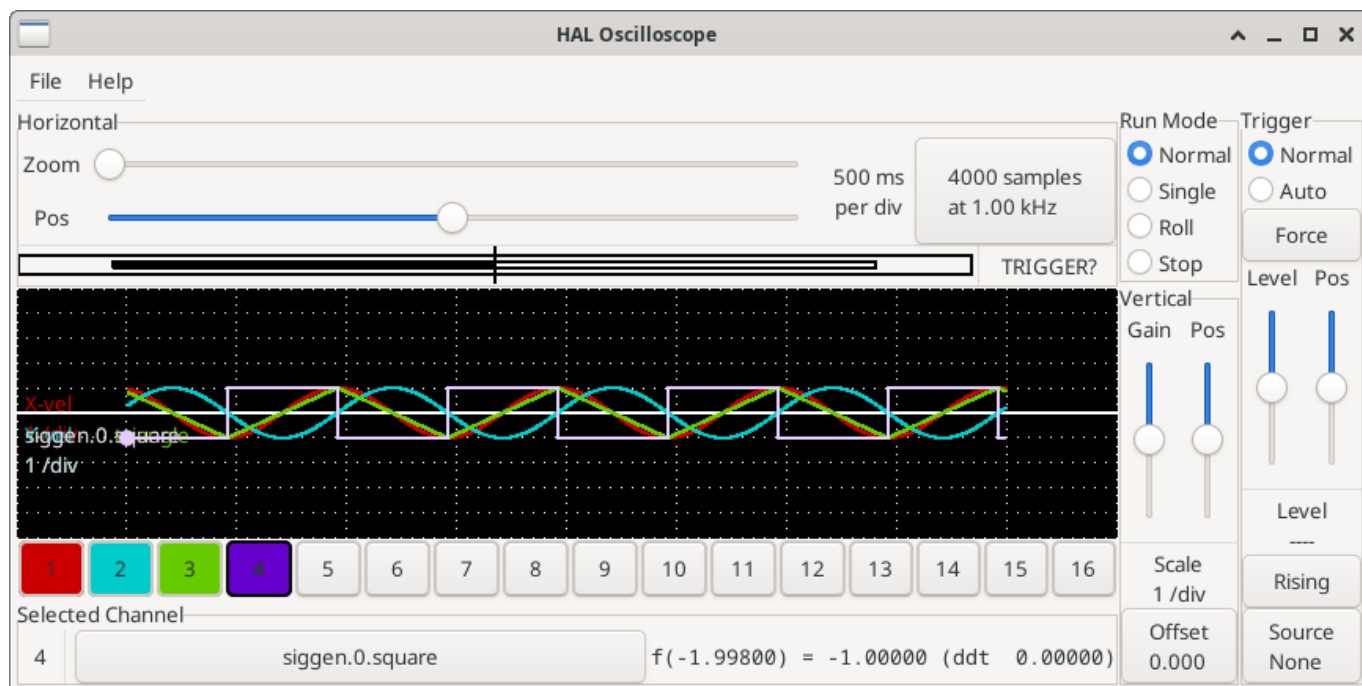 HAL Oscilloscope
File Help
Horizontal
Zoom
Pos
500 ms
per div
4000 samples
at 1.00 kHz
TRIGGER?
Run Mode
Normal
Single
Roll
Stop
Trigger
Normal
Auto
Force
Level Pos
Vertical
Gain Pos
X-vel
siggen.0.square
1 /div
1 2 3 4 5 6 7 8 9 10 11 12 13 14 15 16
Scale
1 /div
Level
----
Rising
Selected Channel
4 siggen.0.square f(-1.99800) = -1.00000 (ddt 0.00000)
Offset
0.000
Source
None